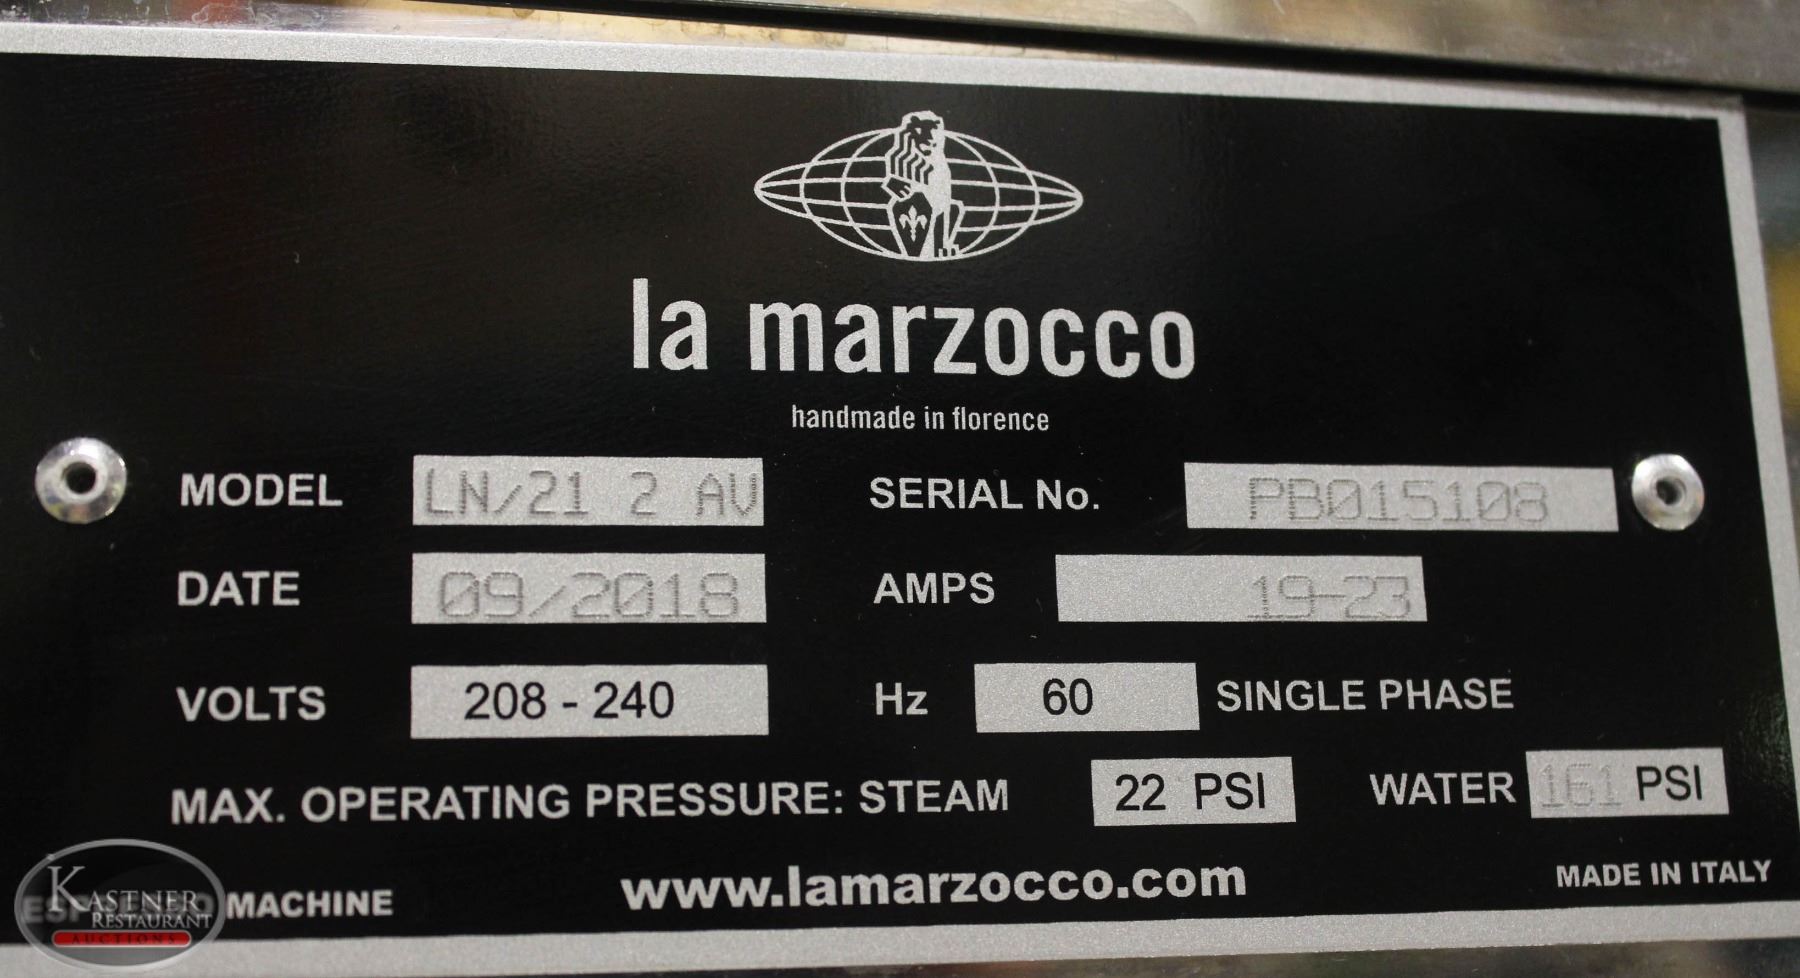 la marzocco
handmade in florence
MODEL LN/21 2 AV SERIAL No. PB015108
DATE 09/2018 AMPS 19-23
VOLTS 208 - 240 Hz 60 SINGLE PHASE
MAX. OPERATING PRESSURE: STEAM 22 PSI WATER 161 PSI
ESPRESSO MACHINE www.lamarzocco.com MADE IN ITALY
KASTNER
RESTAURANT
AUCTIONS